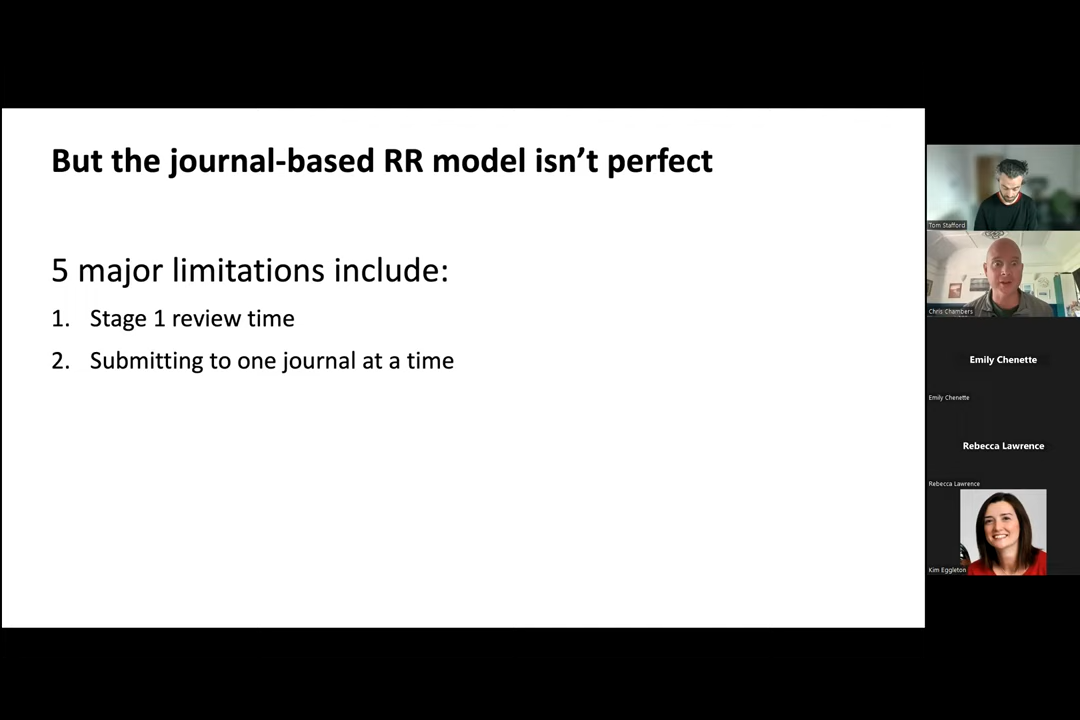 But the journal-based RR model isn’t perfect
5 major limitations include:
1. Stage 1 review time
2. Submitting to one journal at a time
Tom Stafford
Chris Chambers
Emily Chenette
Emily Chenette
Rebecca Lawrence
Rebecca Lawrence
Kim Eggleton